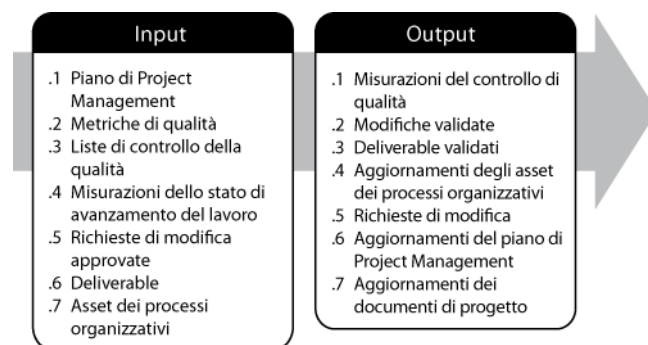 Input
.1 Piano di Project
Management
.2 Metriche di qualità
.3 Liste di controllo della
qualità
.4 Misurazioni dello stato di
avanzamento del lavoro
.5 Richieste di modifica
approvate
.6 Deliverable
.7 Asset dei processi
organizzativi
Output
.1 Misurazioni del controllo di
qualità
.2 Modifiche validate
.3 Deliverable validati
.4 Aggiornamenti degli asset
dei processi organizzativi
.5 Richieste di modifica
.6 Aggiornamenti del piano di
Project Management
.7 Aggiornamenti dei
documenti di progetto